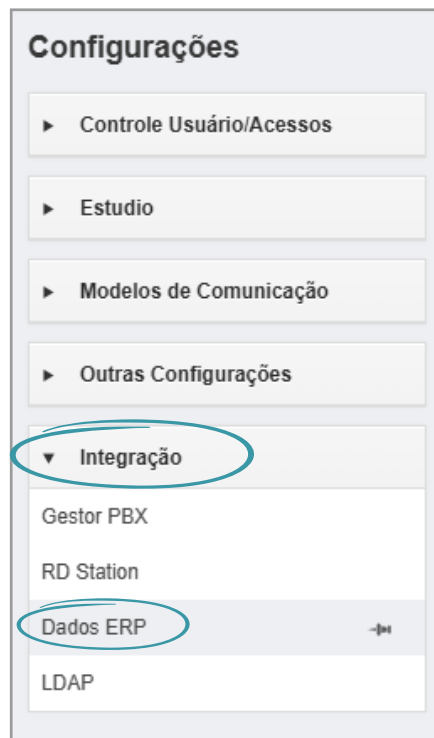 Configurações
Controle Usuário/Acessos
Estudio
Modelos de Comunicação
Outras Configurações
Integração
Gestor PBX
RD Station
Dados ERP
LDAP